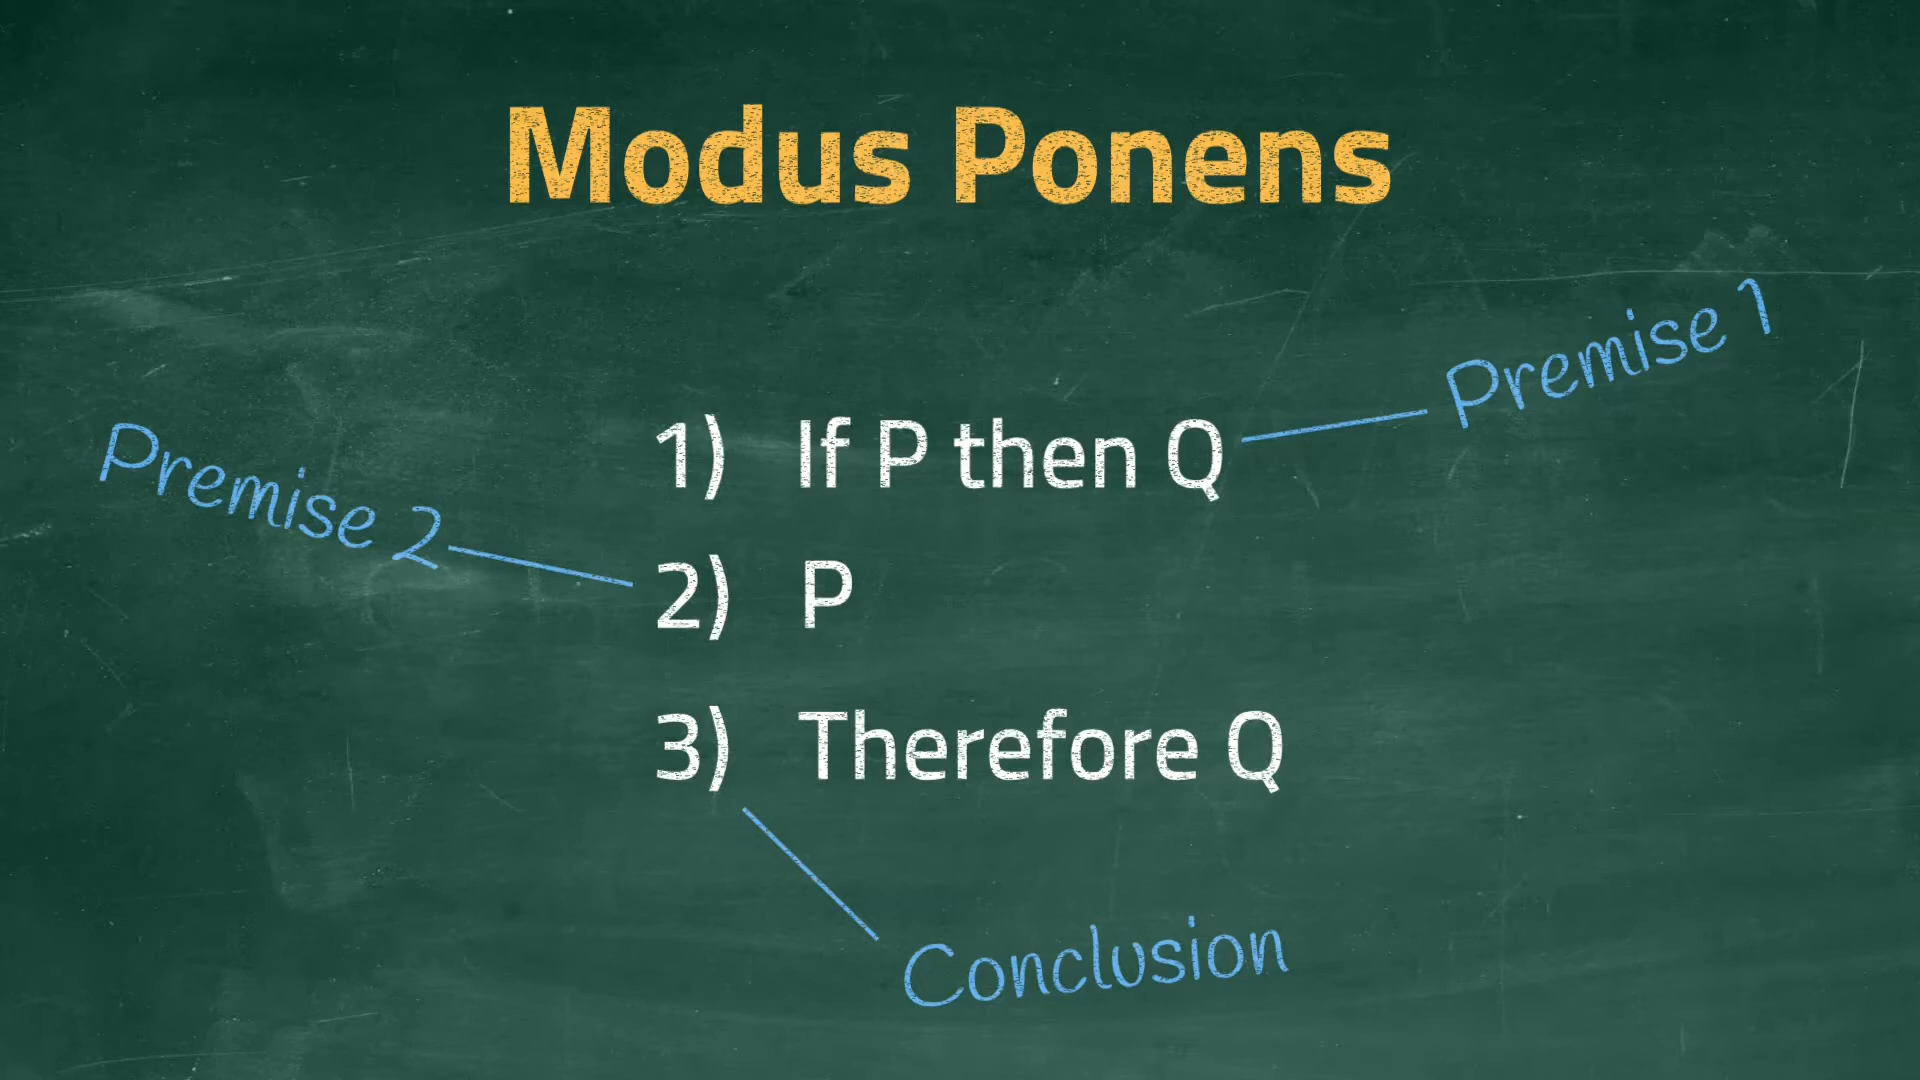 Modus Ponens
1) If P then Q
Premise 1
Premise 2
2) P
3) Therefore Q
Conclusion